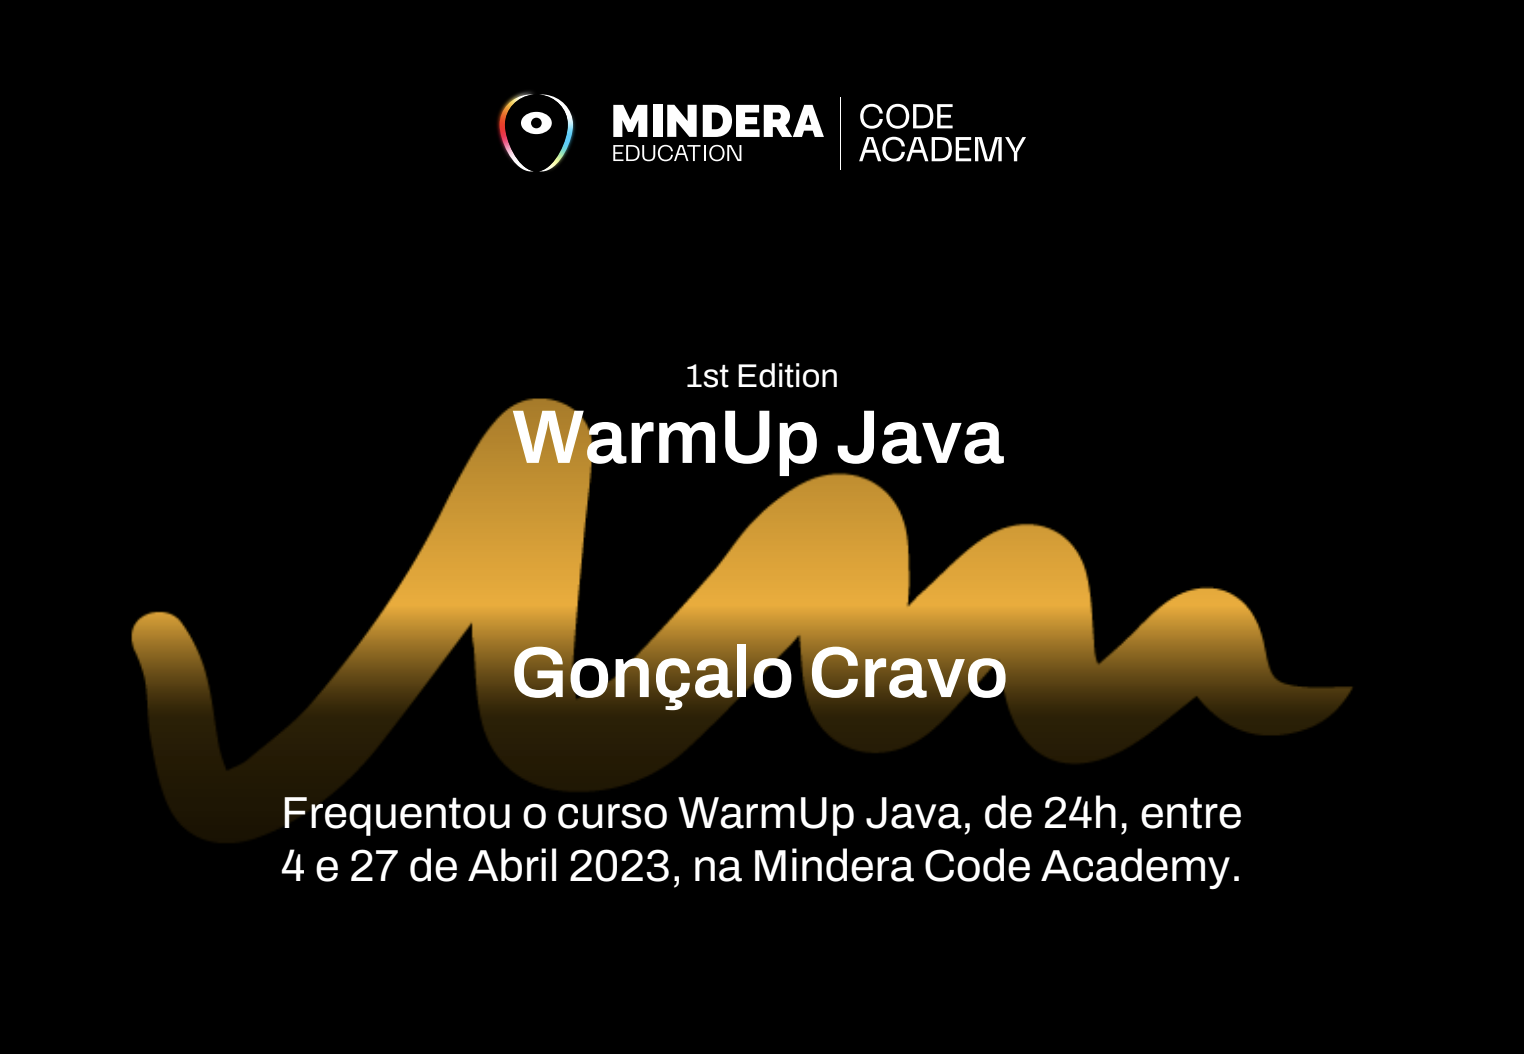 MINDERA
EDUCATION
CODE
ACADEMY
1st Edition
WarmUp Java
Gonçalo Cravo
Frequentou o curso WarmUp Java, de 24h, entre
4 e 27 de Abril 2023, na Mindera Code Academy.